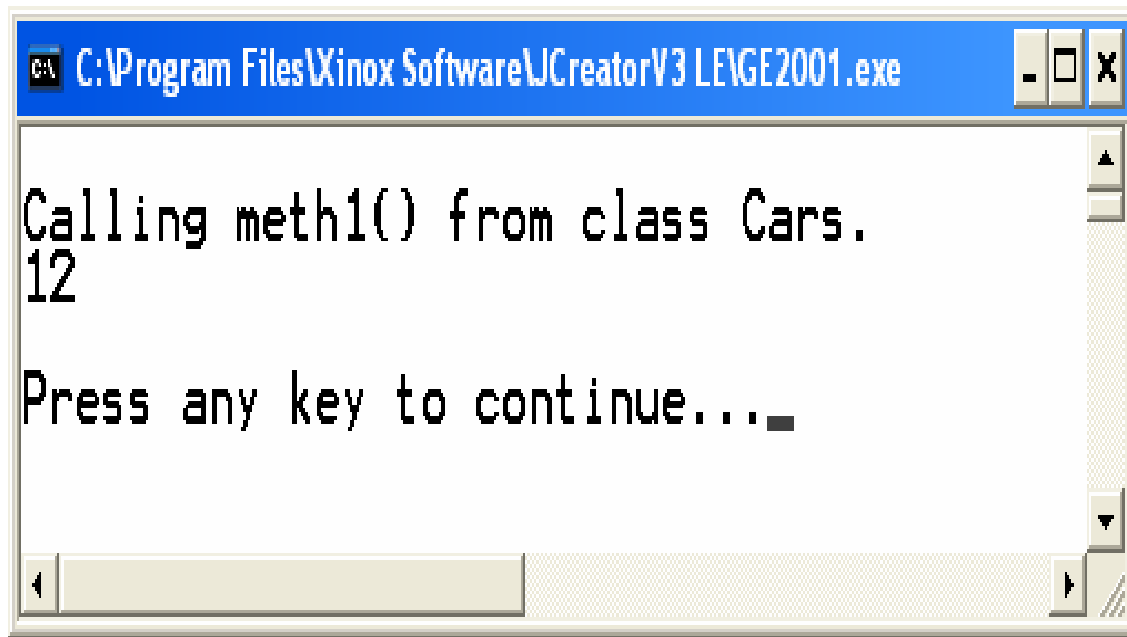 C:\Program Files\Xinox Software\JCreatorV3 LE\GE2001.exe
Calling meth1() from class Cars.
12
Press any key to continue..._